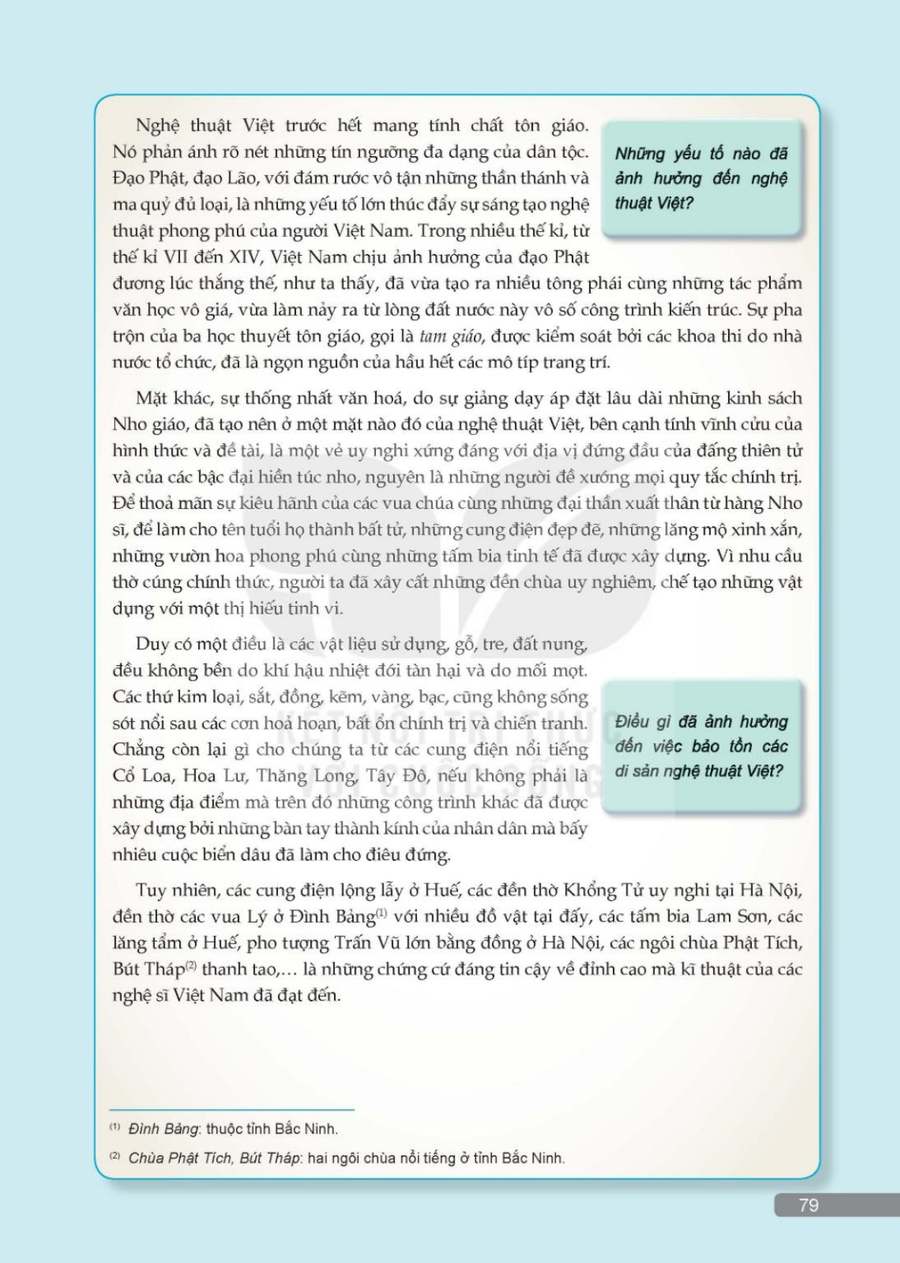 Nghệ thuật Việt trước hết mang tính chất tôn giáo.
Nó phản ánh rõ nét những tín ngưỡng đa dạng của dân tộc.
Đạo Phật, đạo Lão, với đám rước vô tận những thần thánh và
ma quỷ đủ loại, là những yếu tố lớn thúc đẩy sự sáng tạo nghệ
thuật phong phú của người Việt Nam. Trong nhiều thế kỉ, từ
thế kỉ VII đến XIV, Việt Nam chịu ảnh hưởng của đạo Phật
đương lúc thắng thế, như ta thấy, đã vừa tạo ra nhiều tông phái cùng những tác phẩm
văn học vô giá, vừa làm nảy ra từ lòng đất nước này vô số công trình kiến trúc. Sự pha
trộn của ba học thuyết tôn giáo, gọi là tam giáo, được kiểm soát bởi các khoa thi do nhà
nước tổ chức, đã là ngọn nguồn của hầu hết các mô típ trang trí.
Những yếu tố nào đã
ảnh hưởng đến nghệ
thuật Việt?
Mặt khác, sự thống nhất văn hoá, do sự giảng dạy áp đặt lâu dài những kinh sách
Nho giáo, đã tạo nên ở một mặt nào đó của nghệ thuật Việt, bên cạnh tính vĩnh cửu của
hình thức và đề tài, là một vẻ uy nghi xứng đáng với địa vị đứng đầu của đấng thiên tử
và của các bậc đại hiền túc nho, nguyên là những người đề xướng mọi quy tắc chính trị.
Để thoả mãn sự kiêu hãnh của các vua chúa cùng những đại thần xuất thân từ hàng Nho
sĩ, để làm cho tên tuổi họ thành bất tử, những cung điện đẹp đẽ, những lăng mộ xinh xắn,
những vườn hoa phong phú cùng những tấm bia tinh tế đã được xây dựng. Vì nhu cầu
thờ cúng chính thức, người ta đã xây cất những đền chùa uy nghiêm, chế tạo những vật
dụng với một thị hiếu tinh vi.
Duy có một điều là các vật liệu sử dụng, gỗ, tre, đất nung,
đều không bền do khí hậu nhiệt đới tàn hại và do mối mọt.
Các thứ kim loại, sắt, đồng, kẽm, vàng, bạc, cũng không sống
sót nổi sau các cơn hoả hoạn, bất ổn chính trị và chiến tranh.
Chẳng còn lại gì cho chúng ta từ các cung điện nổi tiếng
Cổ Loa, Hoa Lư, Thăng Long, Tây Đô, nếu không phải là
những địa điểm mà trên đó những công trình khác đã được
xây dựng bởi những bàn tay thành kính của nhân dân mà bấy
nhiêu cuộc biển dâu đã làm cho điêu đứng.
Điều gì đã ảnh hưởng
đến việc bảo tồn các
di sản nghệ thuật Việt?
KẾT NỐI TRI THỨC
VỚI CUỘC SỐNG
Tuy nhiên, các cung điện lộng lẫy ở Huế, các đền thờ Khổng Tử uy nghi tại Hà Nội,
đền thờ các vua Lý ở Đình Bảng(1) với nhiều đồ vật tại đấy, các tấm bia Lam Sơn, các
lăng tẩm ở Huế, pho tượng Trấn Vũ lớn bằng đồng ở Hà Nội, các ngôi chùa Phật Tích,
Bút Tháp(2) thanh tao,… là những chứng cứ đáng tin cậy về đỉnh cao mà kĩ thuật của các
nghệ sĩ Việt Nam đã đạt đến.
(1) Đình Bảng: thuộc tỉnh Bắc Ninh.
(2) Chùa Phật Tích, Bút Tháp: hai ngôi chùa nổi tiếng ở tỉnh Bắc Ninh.
79